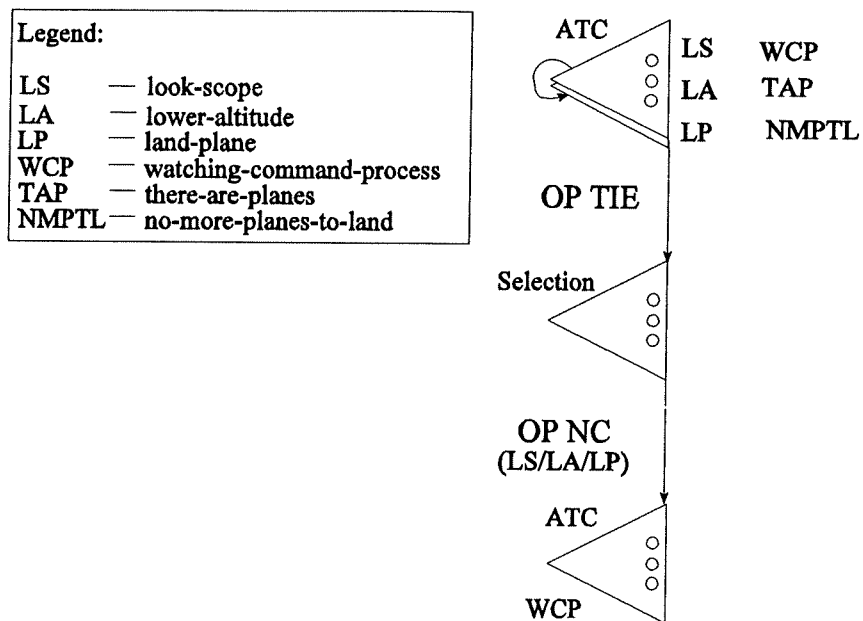 Legend:
LS — look-scope
LA — lower-altitude
LP — land-plane
WCP — watching-command-process
TAP — there-are-planes
NMPTL — no-more-planes-to-land
ATC
LS WCP
LA TAP
LP NMPTL
OP TIE
Selection
OP NC
(LS/LA/LP)
ATC
WCP